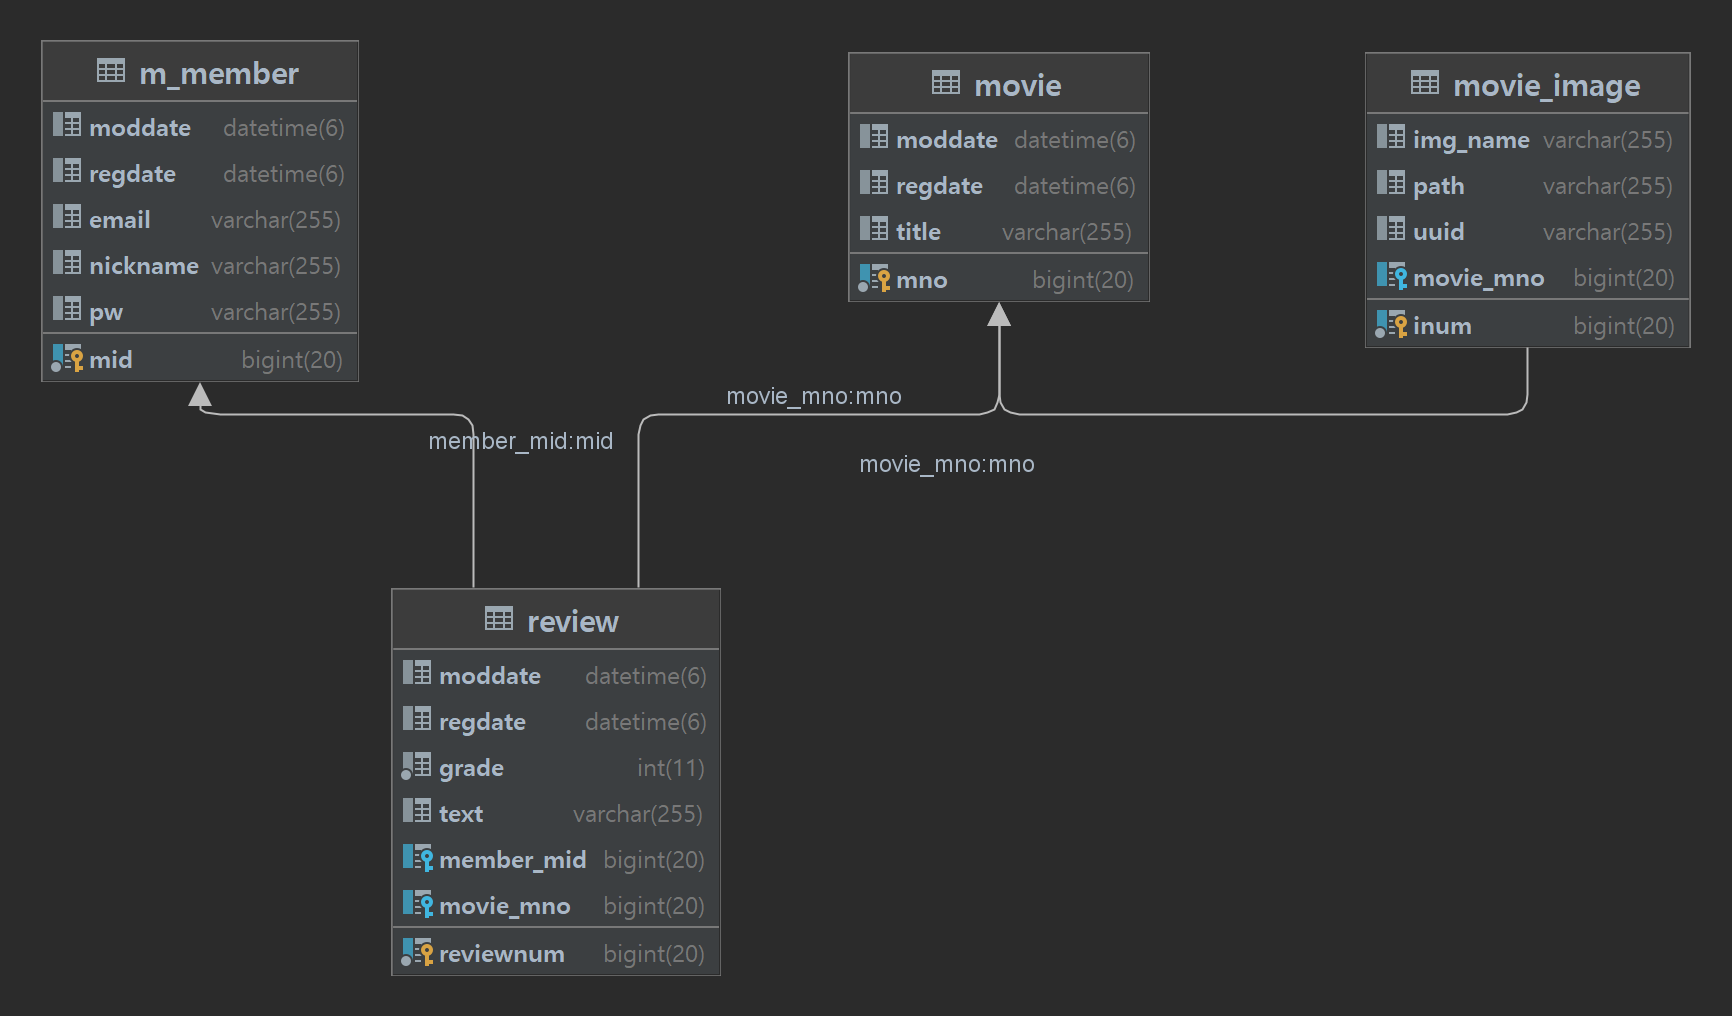 m_member
moddate datetime(6)
regdate datetime(6)
email varchar(255)
nickname varchar(255)
pw varchar(255)
mid bigint(20)
movie
moddate datetime(6)
regdate datetime(6)
title varchar(255)
mno bigint(20)
movie_image
img_name varchar(255)
path varchar(255)
uuid varchar(255)
movie_mno bigint(20)
inum bigint(20)
movie_mno:mno
member_mid:mid
movie_mno:mno
review
moddate datetime(6)
regdate datetime(6)
grade int(11)
text varchar(255)
member_mid bigint(20)
movie_mno bigint(20)
reviewnum bigint(20)